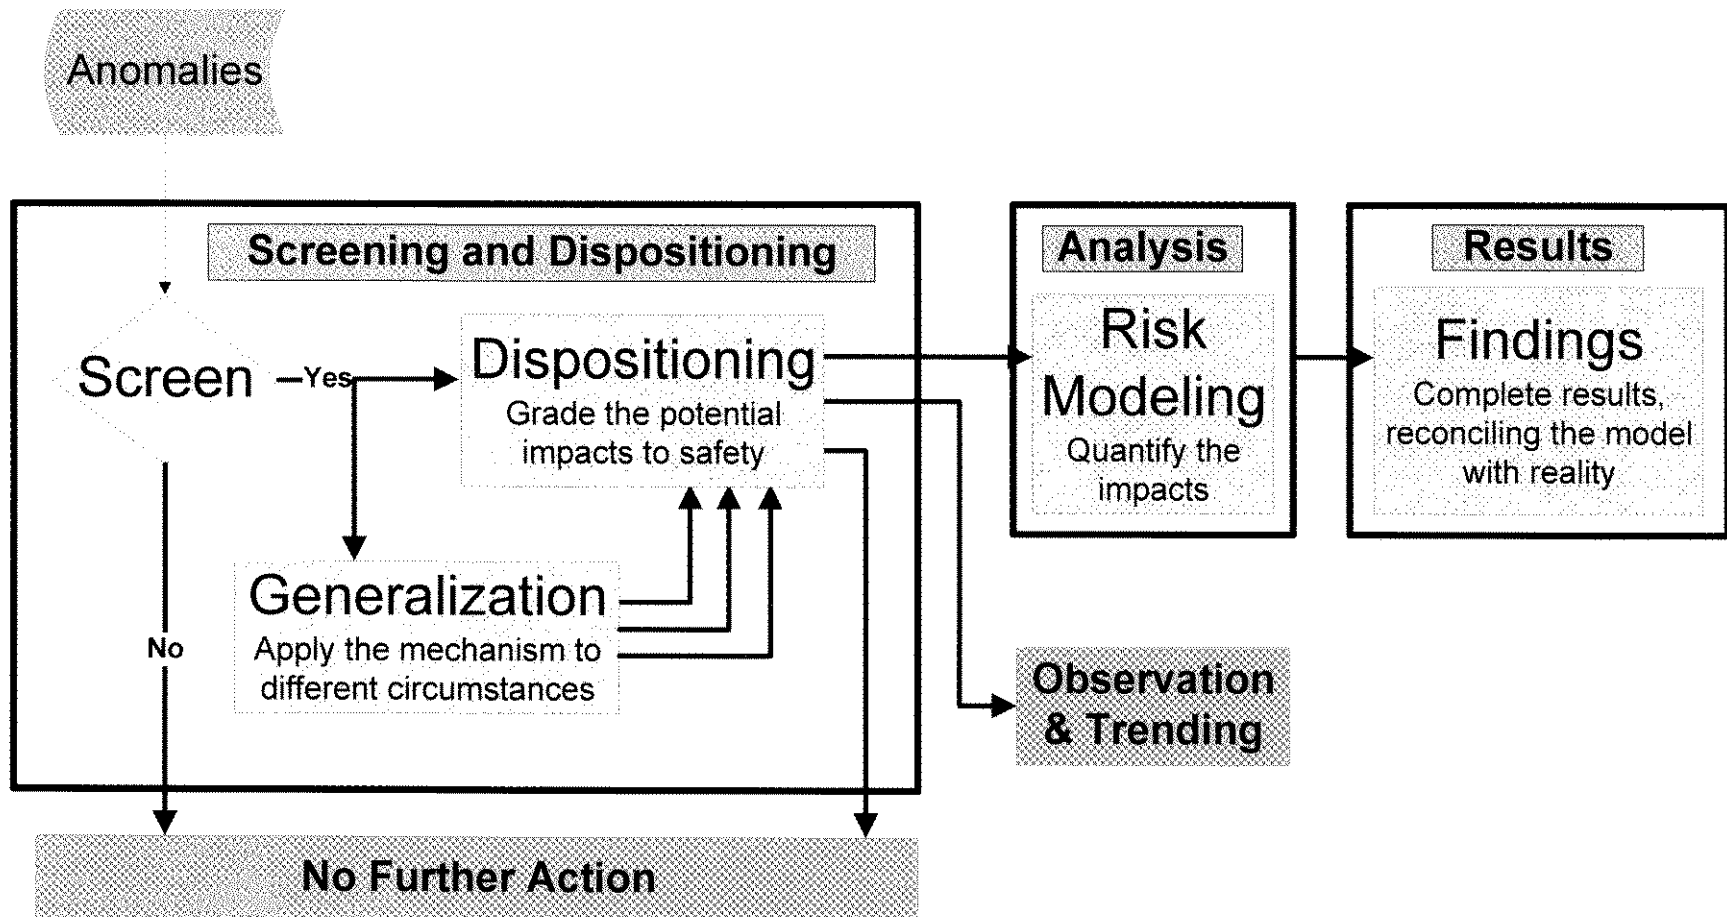 Anomalies
Screening and Dispositioning
Screen
Yes
Dispositioning
Grade the potential
impacts to safety
Generalization
Apply the mechanism to
different circumstances
No
Analysis
Risk
Modeling
Quantify the
impacts
Results
Findings
Complete results,
reconciling the model
with reality
Observation
& Trending
No Further Action